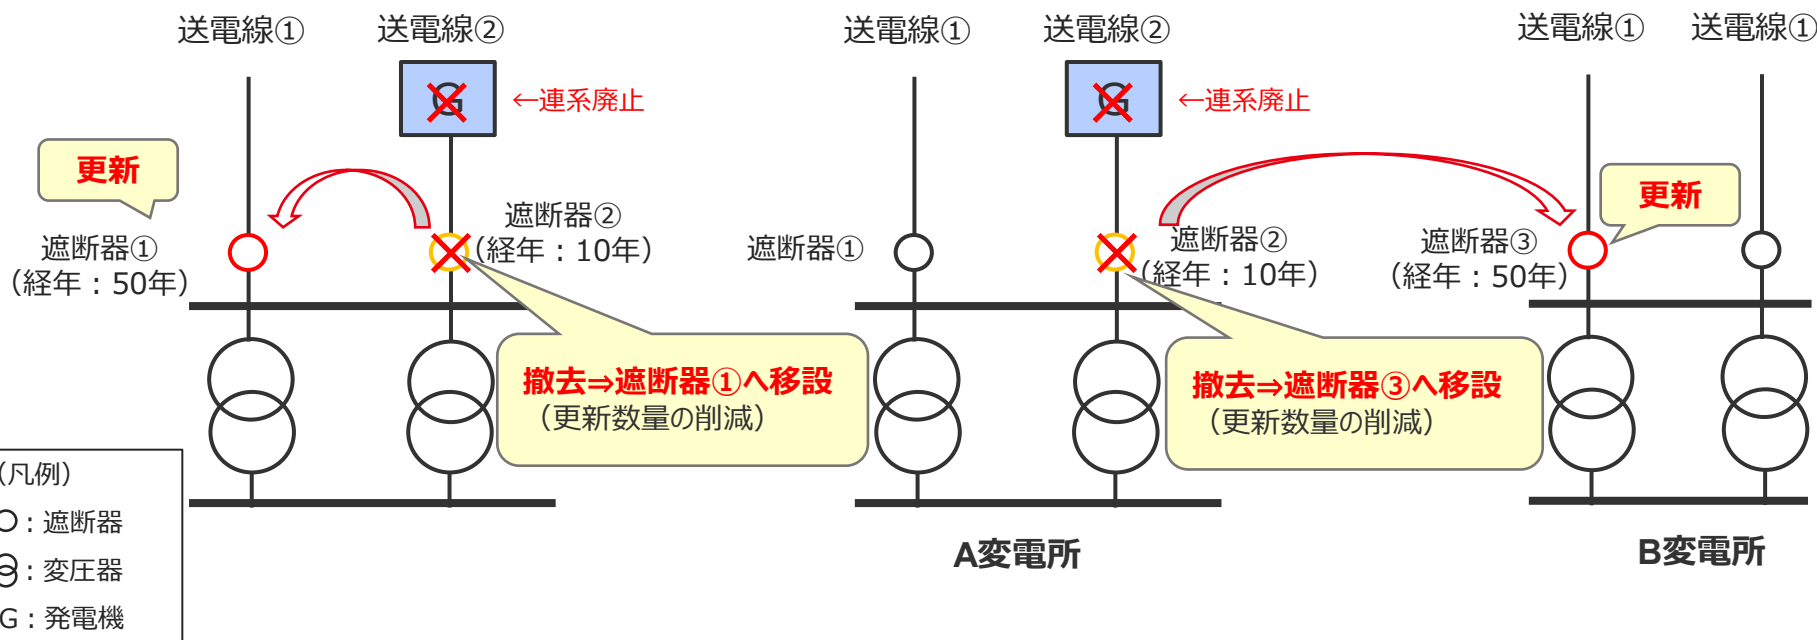 送電線①
送電線②
G
←連系廃止
更新
遮断器①
（経年：50年）
遮断器②
（経年：10年）
撤去⇒遮断器①へ移設
（更新数量の削減）
（凡例）
：遮断器
：変圧器
G：発電機
送電線①
送電線②
G
←連系廃止
遮断器①
遮断器②
（経年：10年）
撤去⇒遮断器③へ移設
（更新数量の削減）
A変電所
送電線①
送電線①
更新
遮断器③
（経年：50年）
B変電所